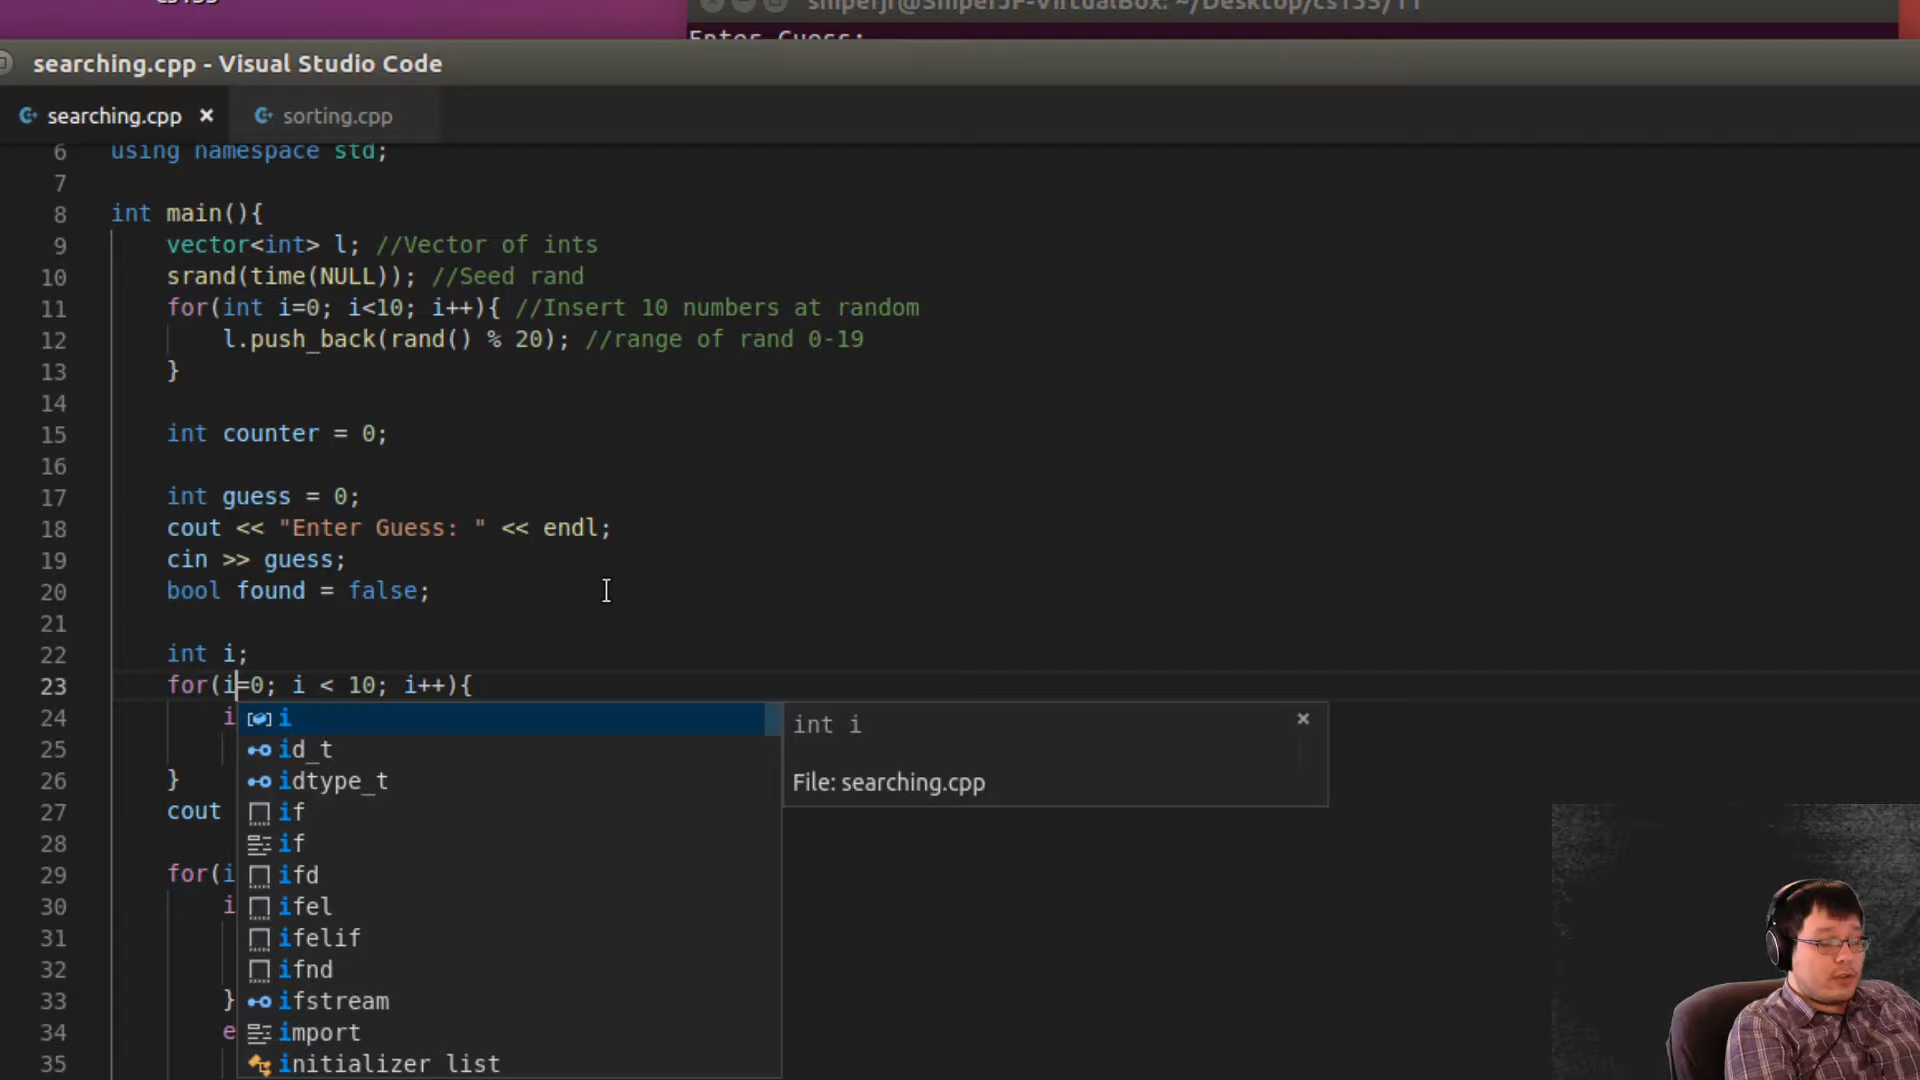 Enter Guess:
searching.cpp - Visual Studio Code
searching.cpp × sorting.cpp
6 using namespace std;
7
8 int main(){
9 vector<int> l; //Vector of ints
10 srand(time(NULL)); //Seed rand
11 for(int i=0; i<10; i++){ //Insert 10 numbers at random
12 l.push_back(rand() % 20); //range of rand 0-19
13 }
14
15 int counter = 0;
16
17 int guess = 0;
18 cout << "Enter Guess: " << endl;
19 cin >> guess;
20 bool found = false;
21
22 int i;
23 for(i=0; i < 10; i++){
24 i
25
26 }
27 cout
28
29 for(i
30 i
31
32
33 }
34 e
35
i
id_t
idtype_t
if
if
ifd
ifel
ifelif
ifnd
ifstream
import
initializer list
int i ×
File: searching.cpp